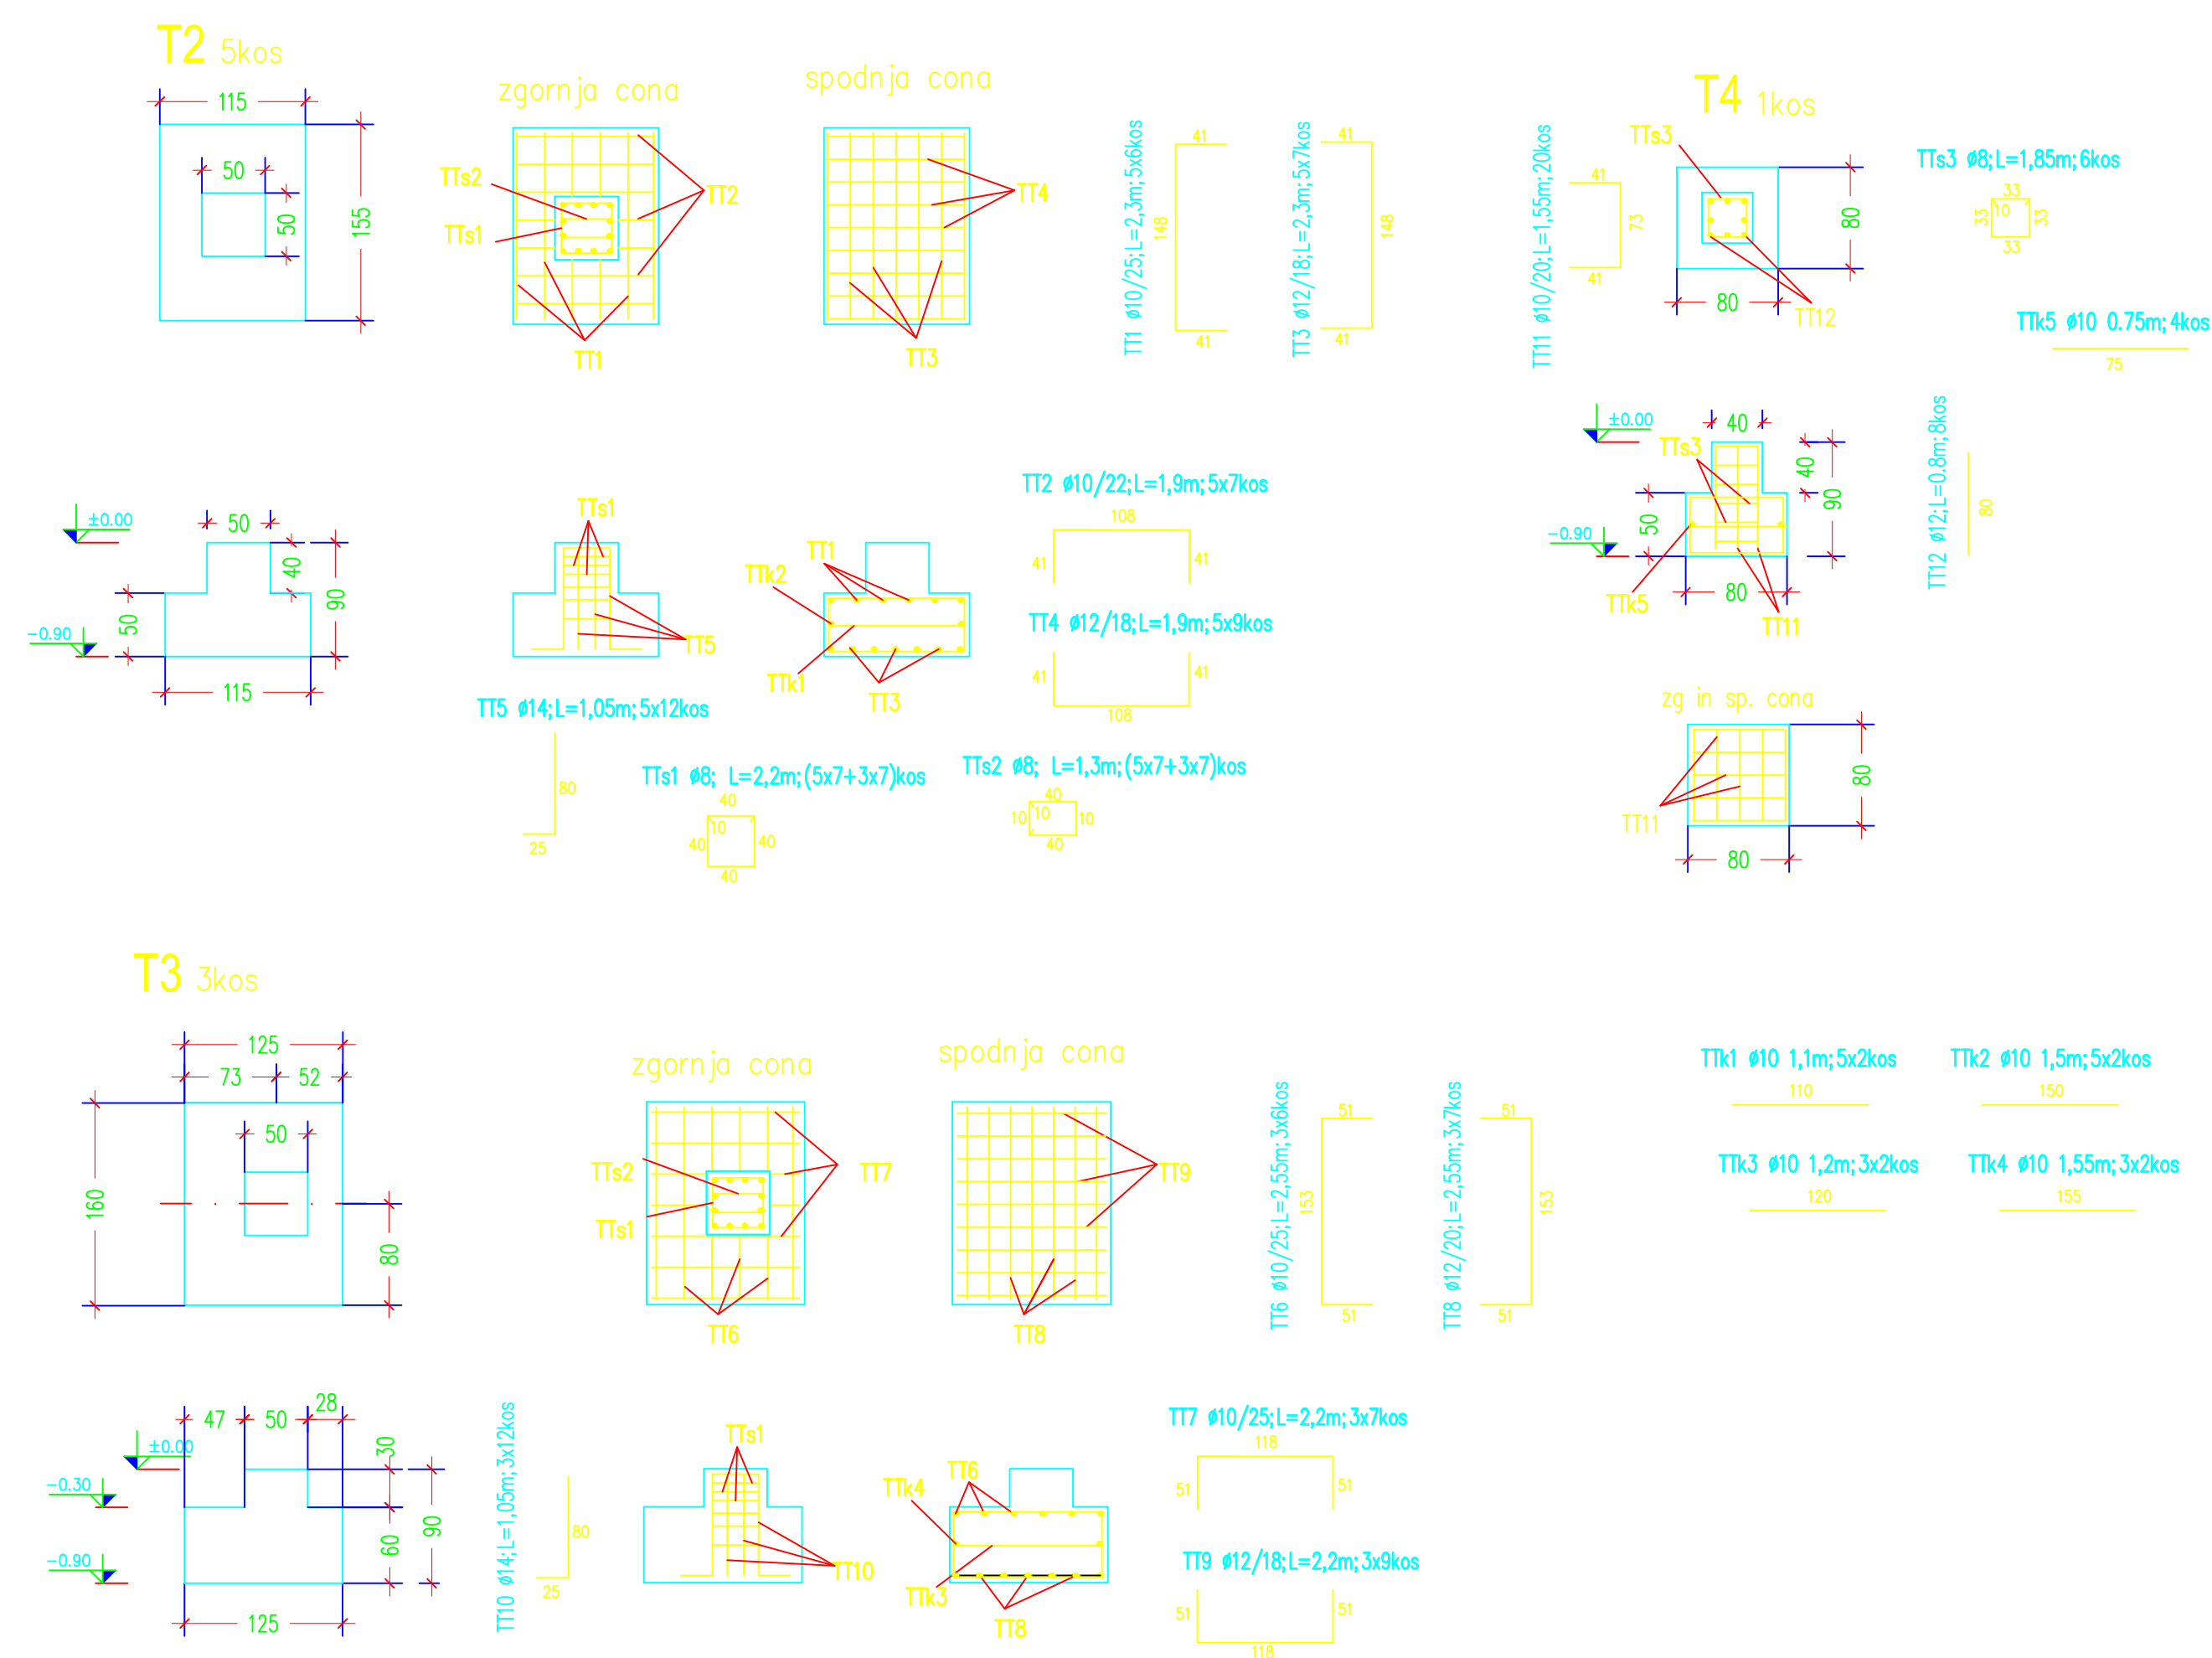 T2 5kos
115
50
50
155
zgornja cona
TTs2
TTs1
TT2
TT1
spodnja cona
TT4
TT3
TT1 ø10/25;L=2,3m;5x6kos
41
148
41
TT3 ø12/18;L=2,3m;5x7kos
41
148
41
T4 1kos
TTs3
TT11 ø10/20;L=1,55m;20kos
41
73
41
80
80
TT12
TTs3 ø8;L=1,85m;6kos
33
10
33
33
33
TTk5 ø10 0.75m;4kos
75
±0.00
50
40
90
50
-0.90
115
TTs1
TT5
TT1
TTk2
TTk1
TT3
TT2 ø10/22;L=1,9m;5x7kos
108
41
41
TT4 ø12/18;L=1,9m;5x9kos
41
41
108
±0.00
40
TTs3
40
90
50
-0.90
80
TTk5
TT11
TT12 ø12;L=0.8m;8kos
80
TT5 ø14;L=1,05m;5x12kos
80
25
TTs1 ø8; L=2,2m;(5x7+3x7)kos
40
10
40
40
40
TTs2 ø8; L=1,3m;(5x7+3x7)kos
40
10
10
10
40
zg in sp. cona
80
TT11
80
T3 3kos
125
73
52
50
160
80
zgornja cona
TTs2
TTs1
TT7
TT6
spodnja cona
TT9
TT8
TT6 ø10/25;L=2,55m;3x6kos
51
153
51
TT8 ø12/20;L=2,55m;3x7kos
51
153
51
TTk1 ø10 1,1m;5x2kos
110
TTk2 ø10 1,5m;5x2kos
150
TTk3 ø10 1,2m;3x2kos
120
TTk4 ø10 1,55m;3x2kos
155
47
50
28
±0.00
30
-0.30
60
90
-0.90
125
TT10 ø14;L=1,05m;3x12kos
80
25
TTs1
TT10
TT6
TTk4
TTk3
TT8
TT7 ø10/25;L=2,2m;3x7kos
118
51
51
TT9 ø12/18;L=2,2m;3x9kos
51
51
118